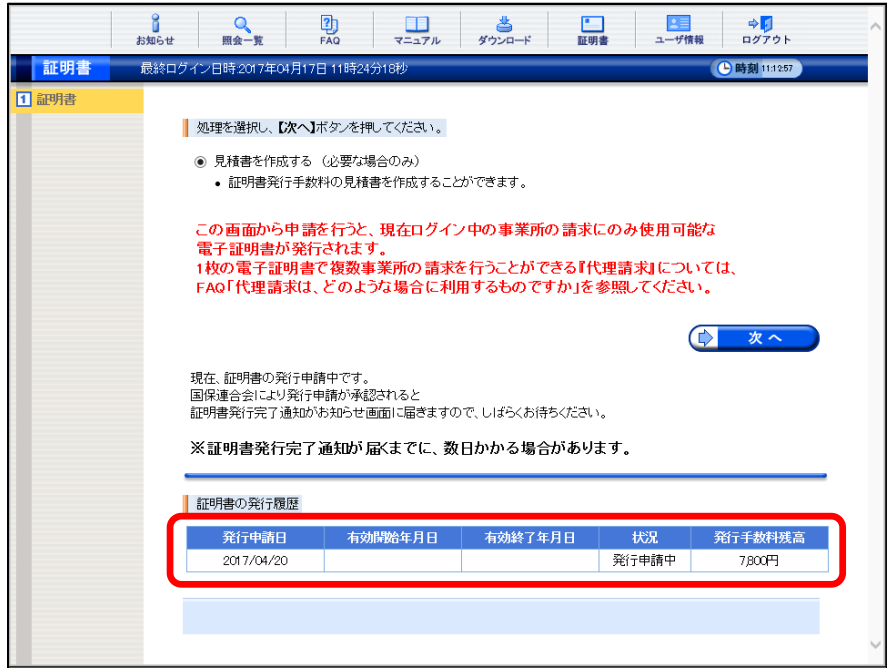 お知らせ 照会一覧 FAQ マニュアル ダウンロード 証明書 ユーザ情報 ログアウト
証明書 最終ログイン日時:2017年04月17日 11時24分18秒 時刻 11:12:57
1 証明書
処理を選択し、【次へ】ボタンを押してください。
見積書を作成する (必要な場合のみ)
• 証明書発行手数料の見積書を作成することができます。
この画面から申請を行うと、現在ログイン中の事業所の請求にのみ使用可能な
電子証明書が発行されます。
1枚の電子証明書で複数事業所の請求を行うことができる『代理請求』については、
FAQ「代理請求は、どのような場合に利用するものですか」を参照してください。
次へ
現在、証明書の発行申請中です。
国保連合会により発行申請が承認されると
証明書発行完了通知がお知らせ画面に届きますので、しばらくお待ちください。
※証明書発行完了通知が届くまでに、数日かかる場合があります。
証明書の発行履歴
発行申請日 有効開始年月日 有効終了年月日 状況 発行手数料残高
2017/04/20 発行申請中 7,800円